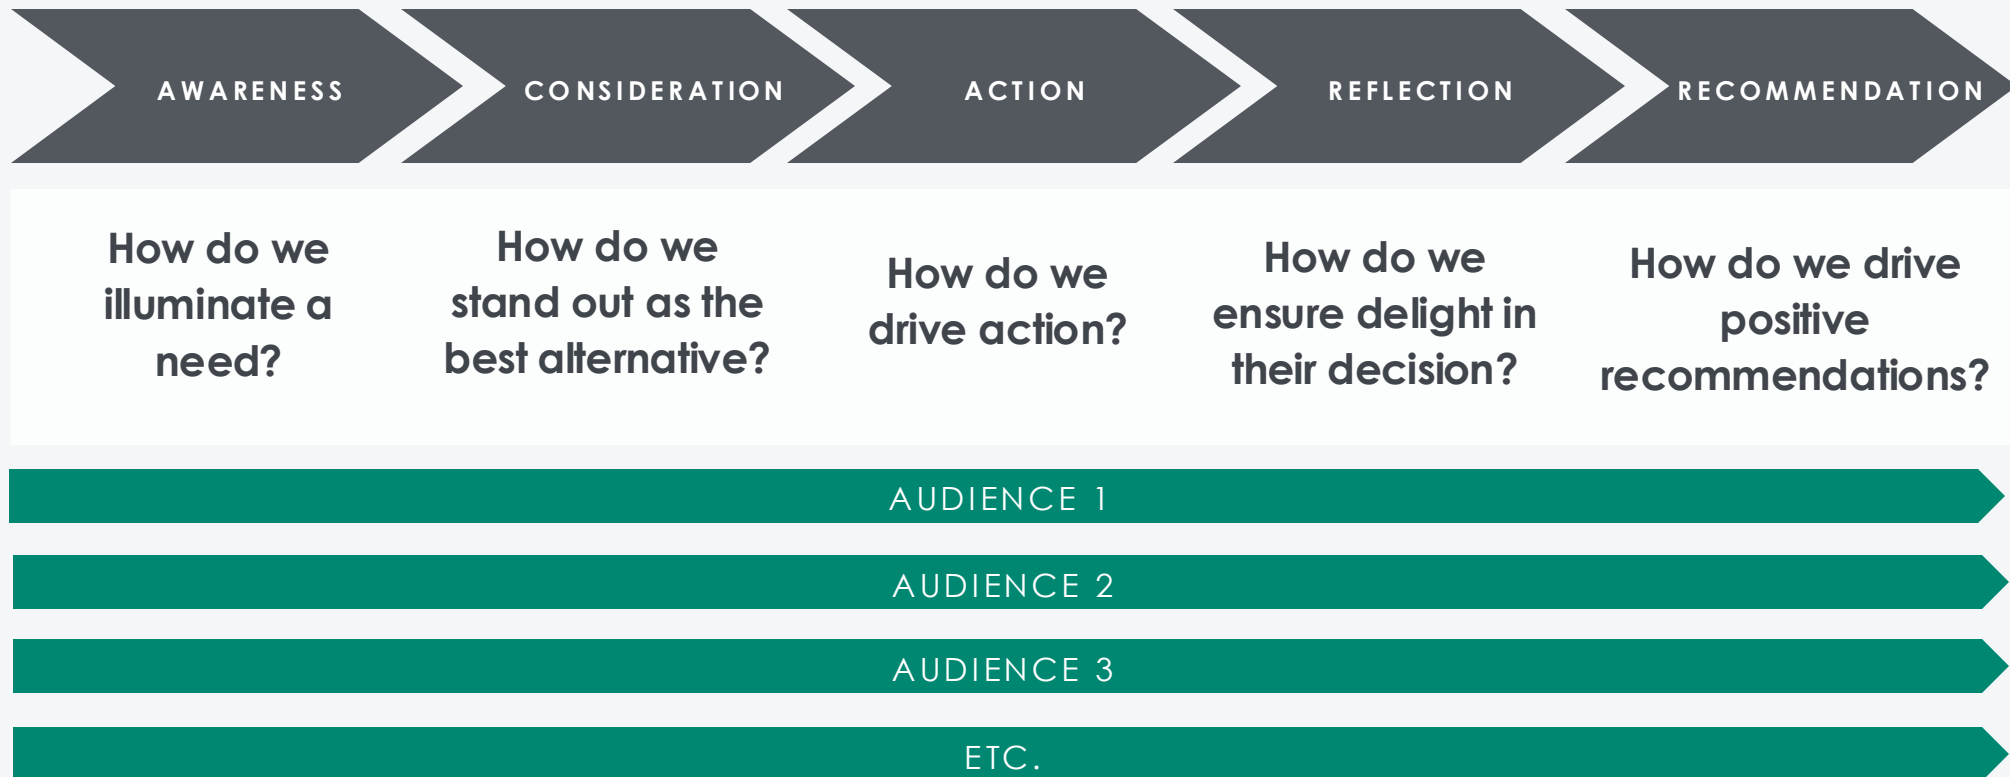 AWARENESS
CONSIDERATION
ACTION
REFLECTION
RECOMMENDATION
How do we
illuminate a
need?
How do we
stand out as the
best alternative?
How do we
drive action?
How do we
ensure delight in
their decision?
How do we drive
positive
recommendations?
AUDIENCE 1
AUDIENCE 2
AUDIENCE 3
ETC.